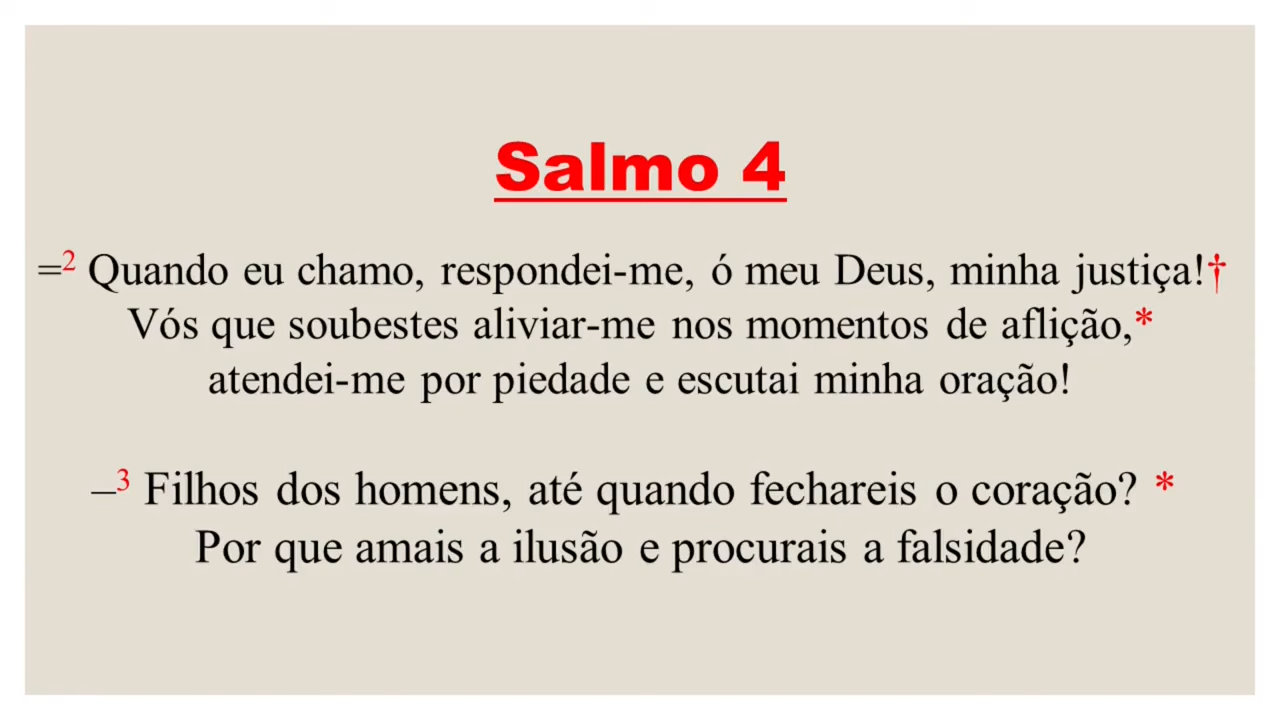 Salmo 4
=² Quando eu chamo, respondei-me, ó meu Deus, minha justiça!†
Vós que soubestes aliviar-me nos momentos de aflição,*
atendei-me por piedade e escutai minha oração!
–³ Filhos dos homens, até quando fechareis o coração? *
Por que amais a ilusão e procurais a falsidade?